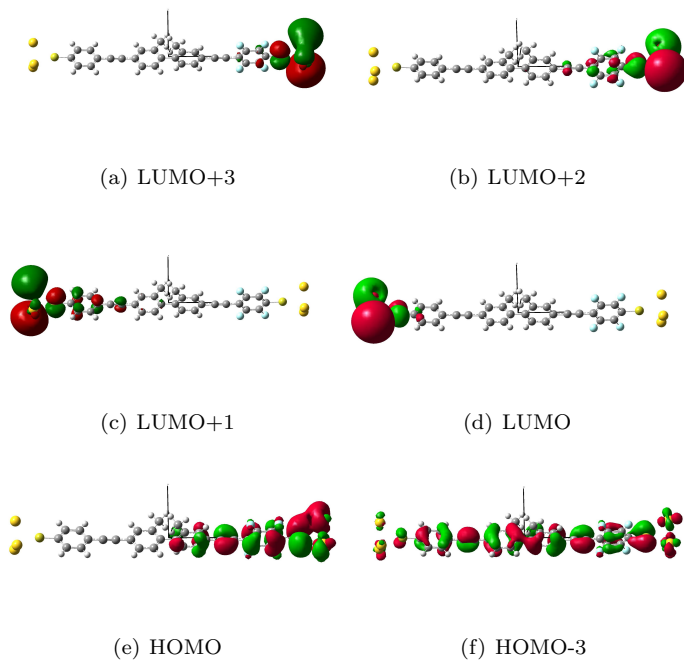 (a) LUMO+3
(b) LUMO+2
(c) LUMO+1
(d) LUMO
(e) HOMO
(f) HOMO-3